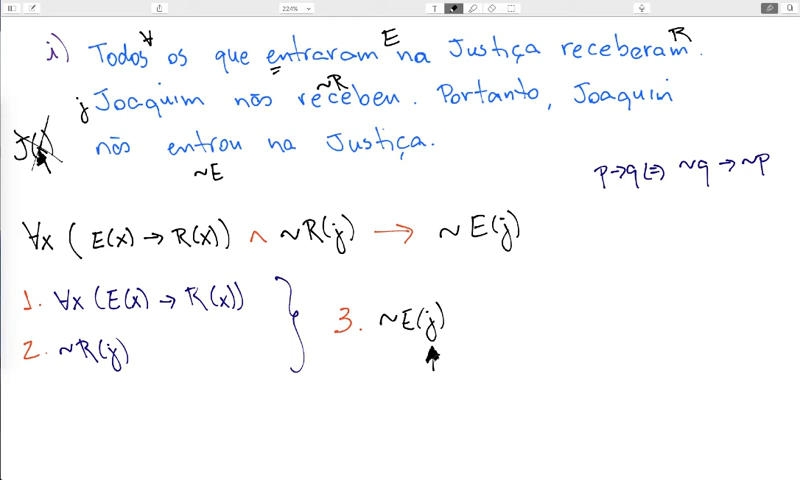 224%
∀ E R
i) Todos os que entraram na Justiça receberam.
~R
j Joaquim não recebeu. Portanto, Joaquim
não entrou na Justiça.
~E
p→q⇔ ~q → ~p
∀x (E(x) → R(x)) ∧ ~R(j) → ~E(j)
1. ∀x (E(x) → R(x))
2. ~R(j)
3. ~E(j)